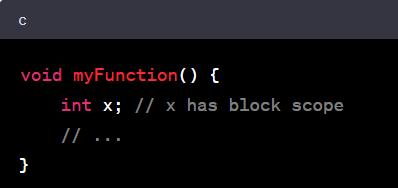 c
void myFunction() {
    int x; // x has block scope
    // ...
}